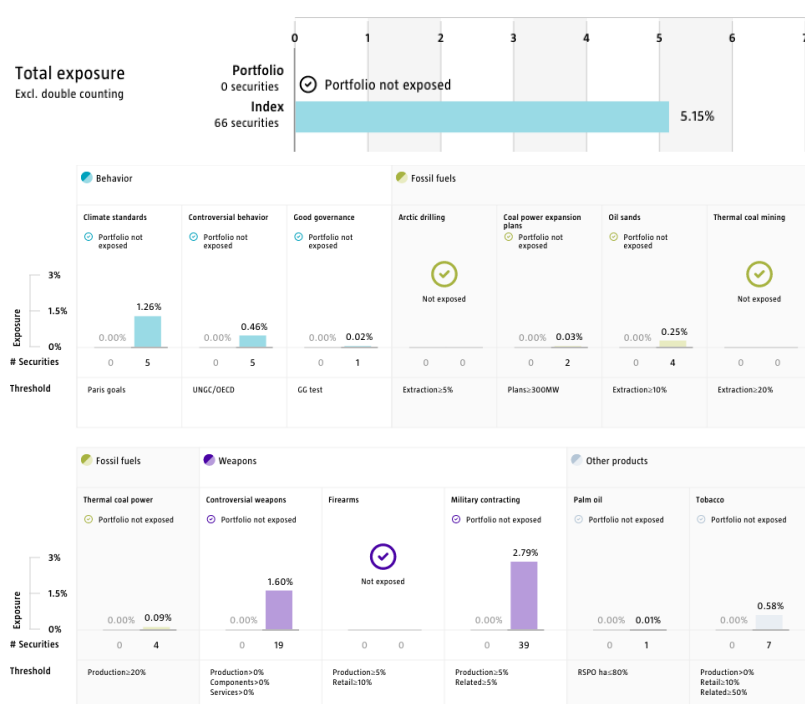 0 1 2 3 4 5 6 7
Total exposure
Excl. double counting
Portfolio
0 securities
Portfolio not exposed
Index
66 securities
5.15%
Behavior
Fossil fuels
Climate standards
Controversial behavior
Good governance
Arctic drilling
Coal power expansion
plans
Oil sands
Thermal coal mining
Portfolio not
exposed
Portfolio not
exposed
Portfolio not
exposed
Not exposed
Portfolio not
exposed
Portfolio not
exposed
Not exposed
Exposure
3%
1.5%
0%
0.00% 1.26%
0.00% 0.46%
0.00% 0.02%
0.00% 0.03%
0.00% 0.25%
# Securities 0 5 0 5 0 1 0 0 0 2 0 4 0 0
Threshold
Paris goals
UNGC/OECD
GG test
Extraction≥5%
Plans≥300MW
Extraction≥10%
Extraction≥20%
Fossil fuels
Weapons
Other products
Thermal coal power
Controversial weapons
Firearms
Military contracting
Palm oil
Tobacco
Portfolio not exposed
Portfolio not exposed
Not exposed
Portfolio not exposed
Portfolio not exposed
Portfolio not exposed
Exposure
3%
1.5%
0%
0.00% 0.09%
0.00% 1.60%
0.00% 2.79%
0.00% 0.01%
0.00% 0.58%
# Securities 0 4 0 19 0 0 0 39 0 1 0 7
Threshold
Production≥20%
Production>0%
Components>0%
Services>0%
Production≥5%
Retail≥10%
Production≥5%
Related≥5%
RSPO ha≤80%
Production>0%
Retail≥10%
Related≥50%